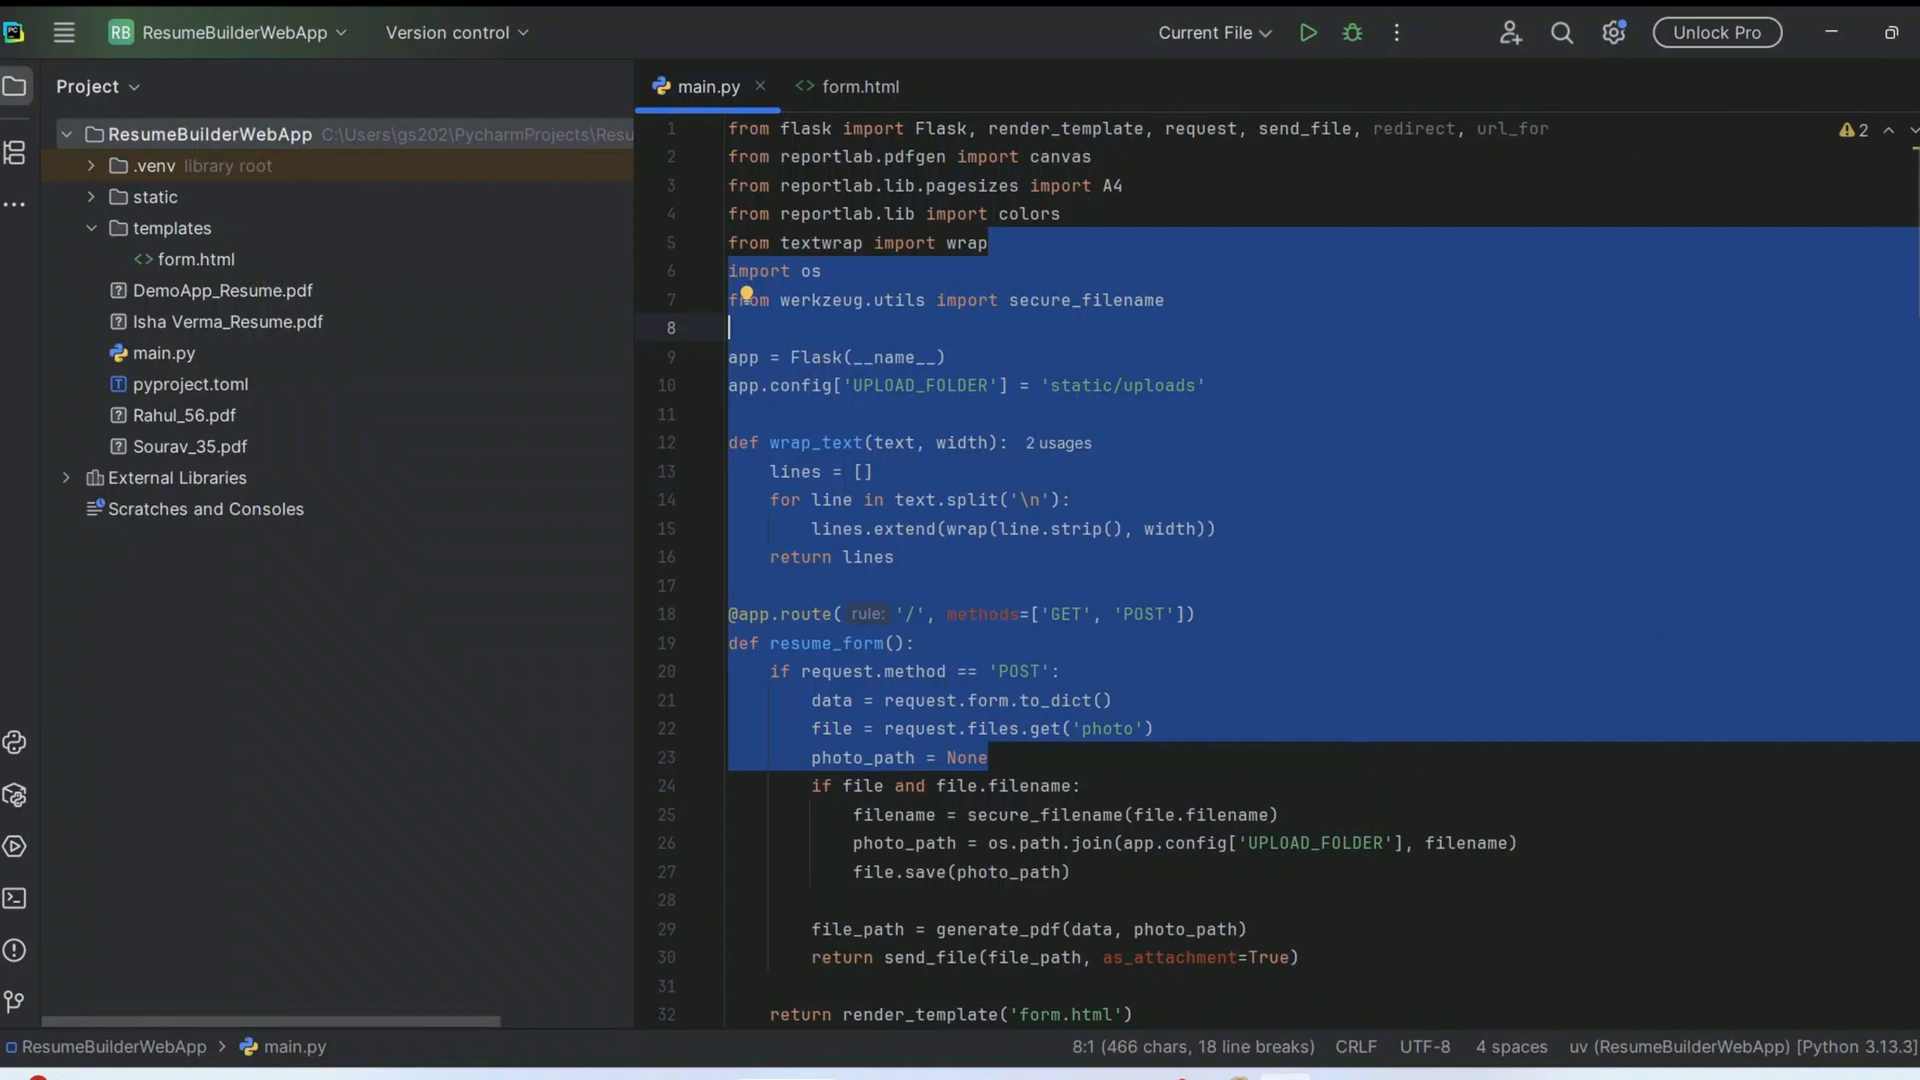 PC
RB ResumeBuilderWebApp Version control Current File Unlock Pro
Project main.py <> form.html
ResumeBuilderWebApp C:\Users\gs202\PycharmProjects\Resu
.venv library root
static
templates
<> form.html
DemoApp_Resume.pdf
Isha Verma_Resume.pdf
main.py
pyproject.toml
Rahul_56.pdf
Sourav_35.pdf
External Libraries
Scratches and Consoles
1 from flask import Flask, render_template, request, send_file, redirect, url_for 2
2 from reportlab.pdfgen import canvas
3 from reportlab.lib.pagesizes import A4
4 from reportlab.lib import colors
5 from textwrap import wrap
6 import os
7 from werkzeug.utils import secure_filename
8
9 app = Flask(__name__)
10 app.config['UPLOAD_FOLDER'] = 'static/uploads'
11
12 def wrap_text(text, width): 2 usages
13 lines = []
14 for line in text.split('\n'):
15 lines.extend(wrap(line.strip(), width))
16 return lines
17
18 @app.route( rule: '/', methods=['GET', 'POST'])
19 def resume_form():
20 if request.method == 'POST':
21 data = request.form.to_dict()
22 file = request.files.get('photo')
23 photo_path = None
24 if file and file.filename:
25 filename = secure_filename(file.filename)
26 photo_path = os.path.join(app.config['UPLOAD_FOLDER'], filename)
27 file.save(photo_path)
28
29 file_path = generate_pdf(data, photo_path)
30 return send_file(file_path, as_attachment=True)
31
32 return render_template('form.html')
ResumeBuilderWebApp > main.py 8:1 (466 chars, 18 line breaks) CRLF UTF-8 4 spaces uv (ResumeBuilderWebApp) [Python 3.13.3]